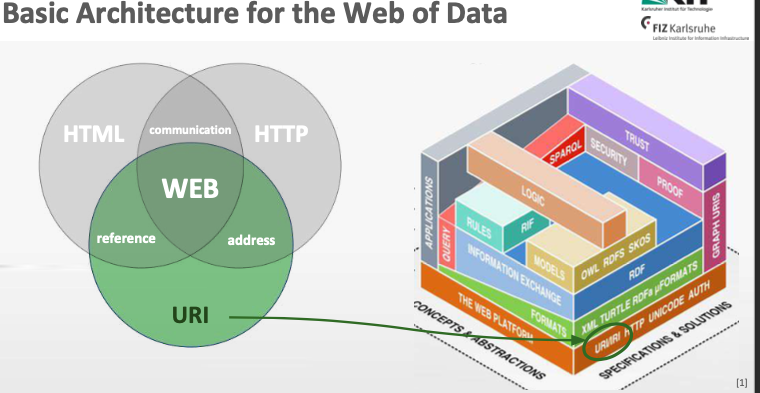 Basic Architecture for the Web of Data
Karlsruher Institut für Technologie
FIZ Karlsruhe
Leibniz Institute for Information Infrastructure
HTML
communication
HTTP
WEB
reference
address
URI
APPLICATIONS
TRUST
SPARQL
SECURITY
PROOF
LOGIC
GRAPH URIS
QUERY
RULES
RIF
MODELS
OWL RDFS SKOS
INFORMATION EXCHANGE
RDF
FORMATS
XML TURTLE RDFa µFORMATS
THE WEB PLATFORM
URI/IRI HTTP UNICODE AUTH
CONCEPTS & ABSTRACTIONS
SPECIFICATIONS & SOLUTIONS
[1]